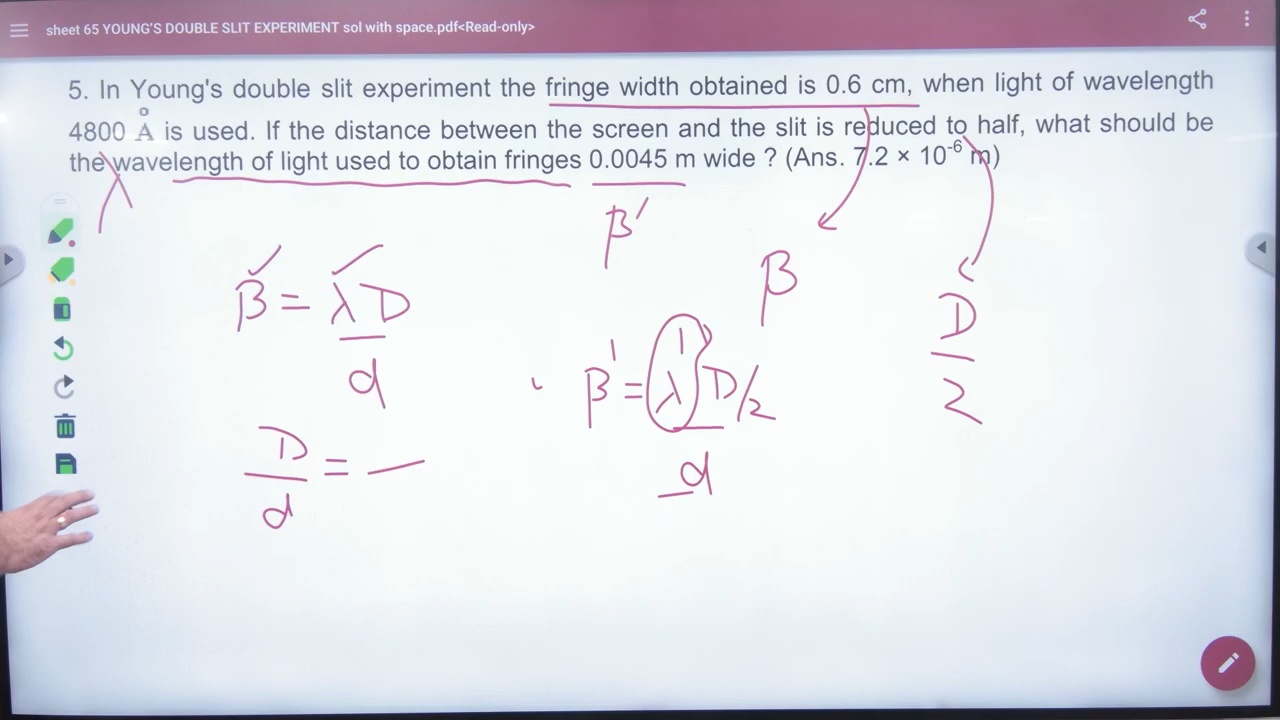 sheet 65 YOUNG'S DOUBLE SLIT EXPERIMENT sol with space.pdf<Read-only>
5. In Young's double slit experiment the fringe width obtained is 0.6 cm, when light of wavelength
4800 Å is used. If the distance between the screen and the slit is reduced to half, what should be
the wavelength of light used to obtain fringes 0.0045 m wide ? (Ans. 7.2 × 10⁻⁶ m)
λ
β'
β
β = λD/d
D/2
β' = λ' D/2 / d
D/d =